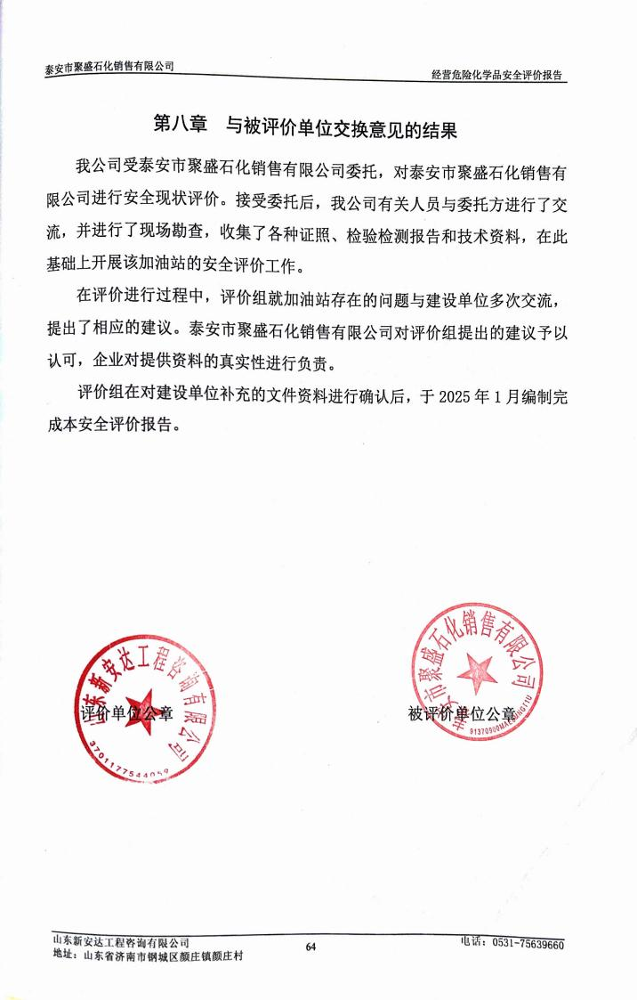 泰安市聚盛石化销售有限公司
经营危险化学品安全评价报告
第八章 与被评价单位交换意见的结果
我公司受泰安市聚盛石化销售有限公司委托，对泰安市聚盛石化销售有
限公司进行安全现状评价。接受委托后，我公司有关人员与委托方进行了交
流，并进行了现场勘查，收集了各种证照、检验检测报告和技术资料，在此
基础上开展该加油站的安全评价工作。
在评价进行过程中，评价组就加油站存在的问题与建设单位多次交流，
提出了相应的建议。泰安市聚盛石化销售有限公司对评价组提出的建议予以
认可，企业对提供资料的真实性进行负责。
评价组在对建设单位补充的文件资料进行确认后，于 2025 年 1 月编制完
成本安全评价报告。
山东新安达工程咨询有限公司
评价单位公章
3701177544059
泰安市聚盛石化销售有限公司
被评价单位公章
山东新安达工程咨询有限公司
地址：山东省济南市钢城区颜庄镇颜庄村
64
电话：0531-75639660